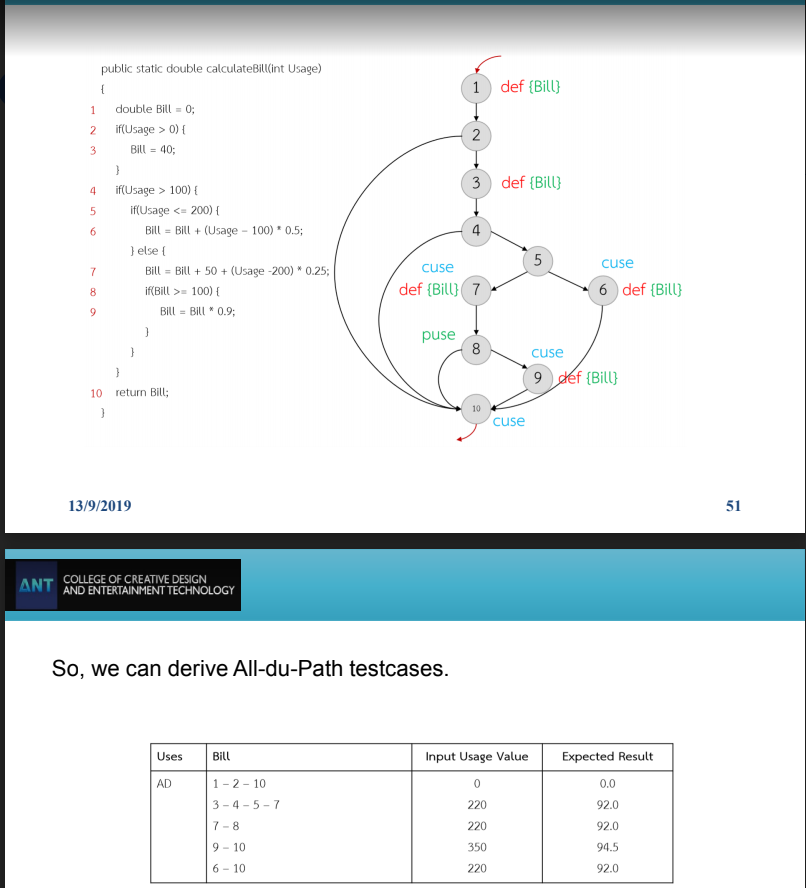 public static double calculateBill(int Usage)
{
1 double Bill = 0;
2 if(Usage > 0) {
3 Bill = 40;
}
4 if(Usage > 100) {
5 if(Usage <= 200) {
6 Bill = Bill + (Usage – 100) * 0.5;
} else {
7 Bill = Bill + 50 + (Usage -200) * 0.25;
8 if(Bill >= 100) {
9 Bill = Bill * 0.9;
}
}
}
10 return Bill;
}
1 def {Bill}
2
3 def {Bill}
4
5
cuse
def {Bill} 7
cuse
6 def {Bill}
puse
8
cuse
9 def {Bill}
10
cuse
13/9/2019
51
ANT COLLEGE OF CREATIVE DESIGN
AND ENTERTAINMENT TECHNOLOGY
So, we can derive All-du-Path testcases.
Uses Bill Input Usage Value Expected Result
AD 1 – 2 – 10 0 0.0
3 – 4 – 5 – 7 220 92.0
7 – 8 220 92.0
9 – 10 350 94.5
6 – 10 220 92.0